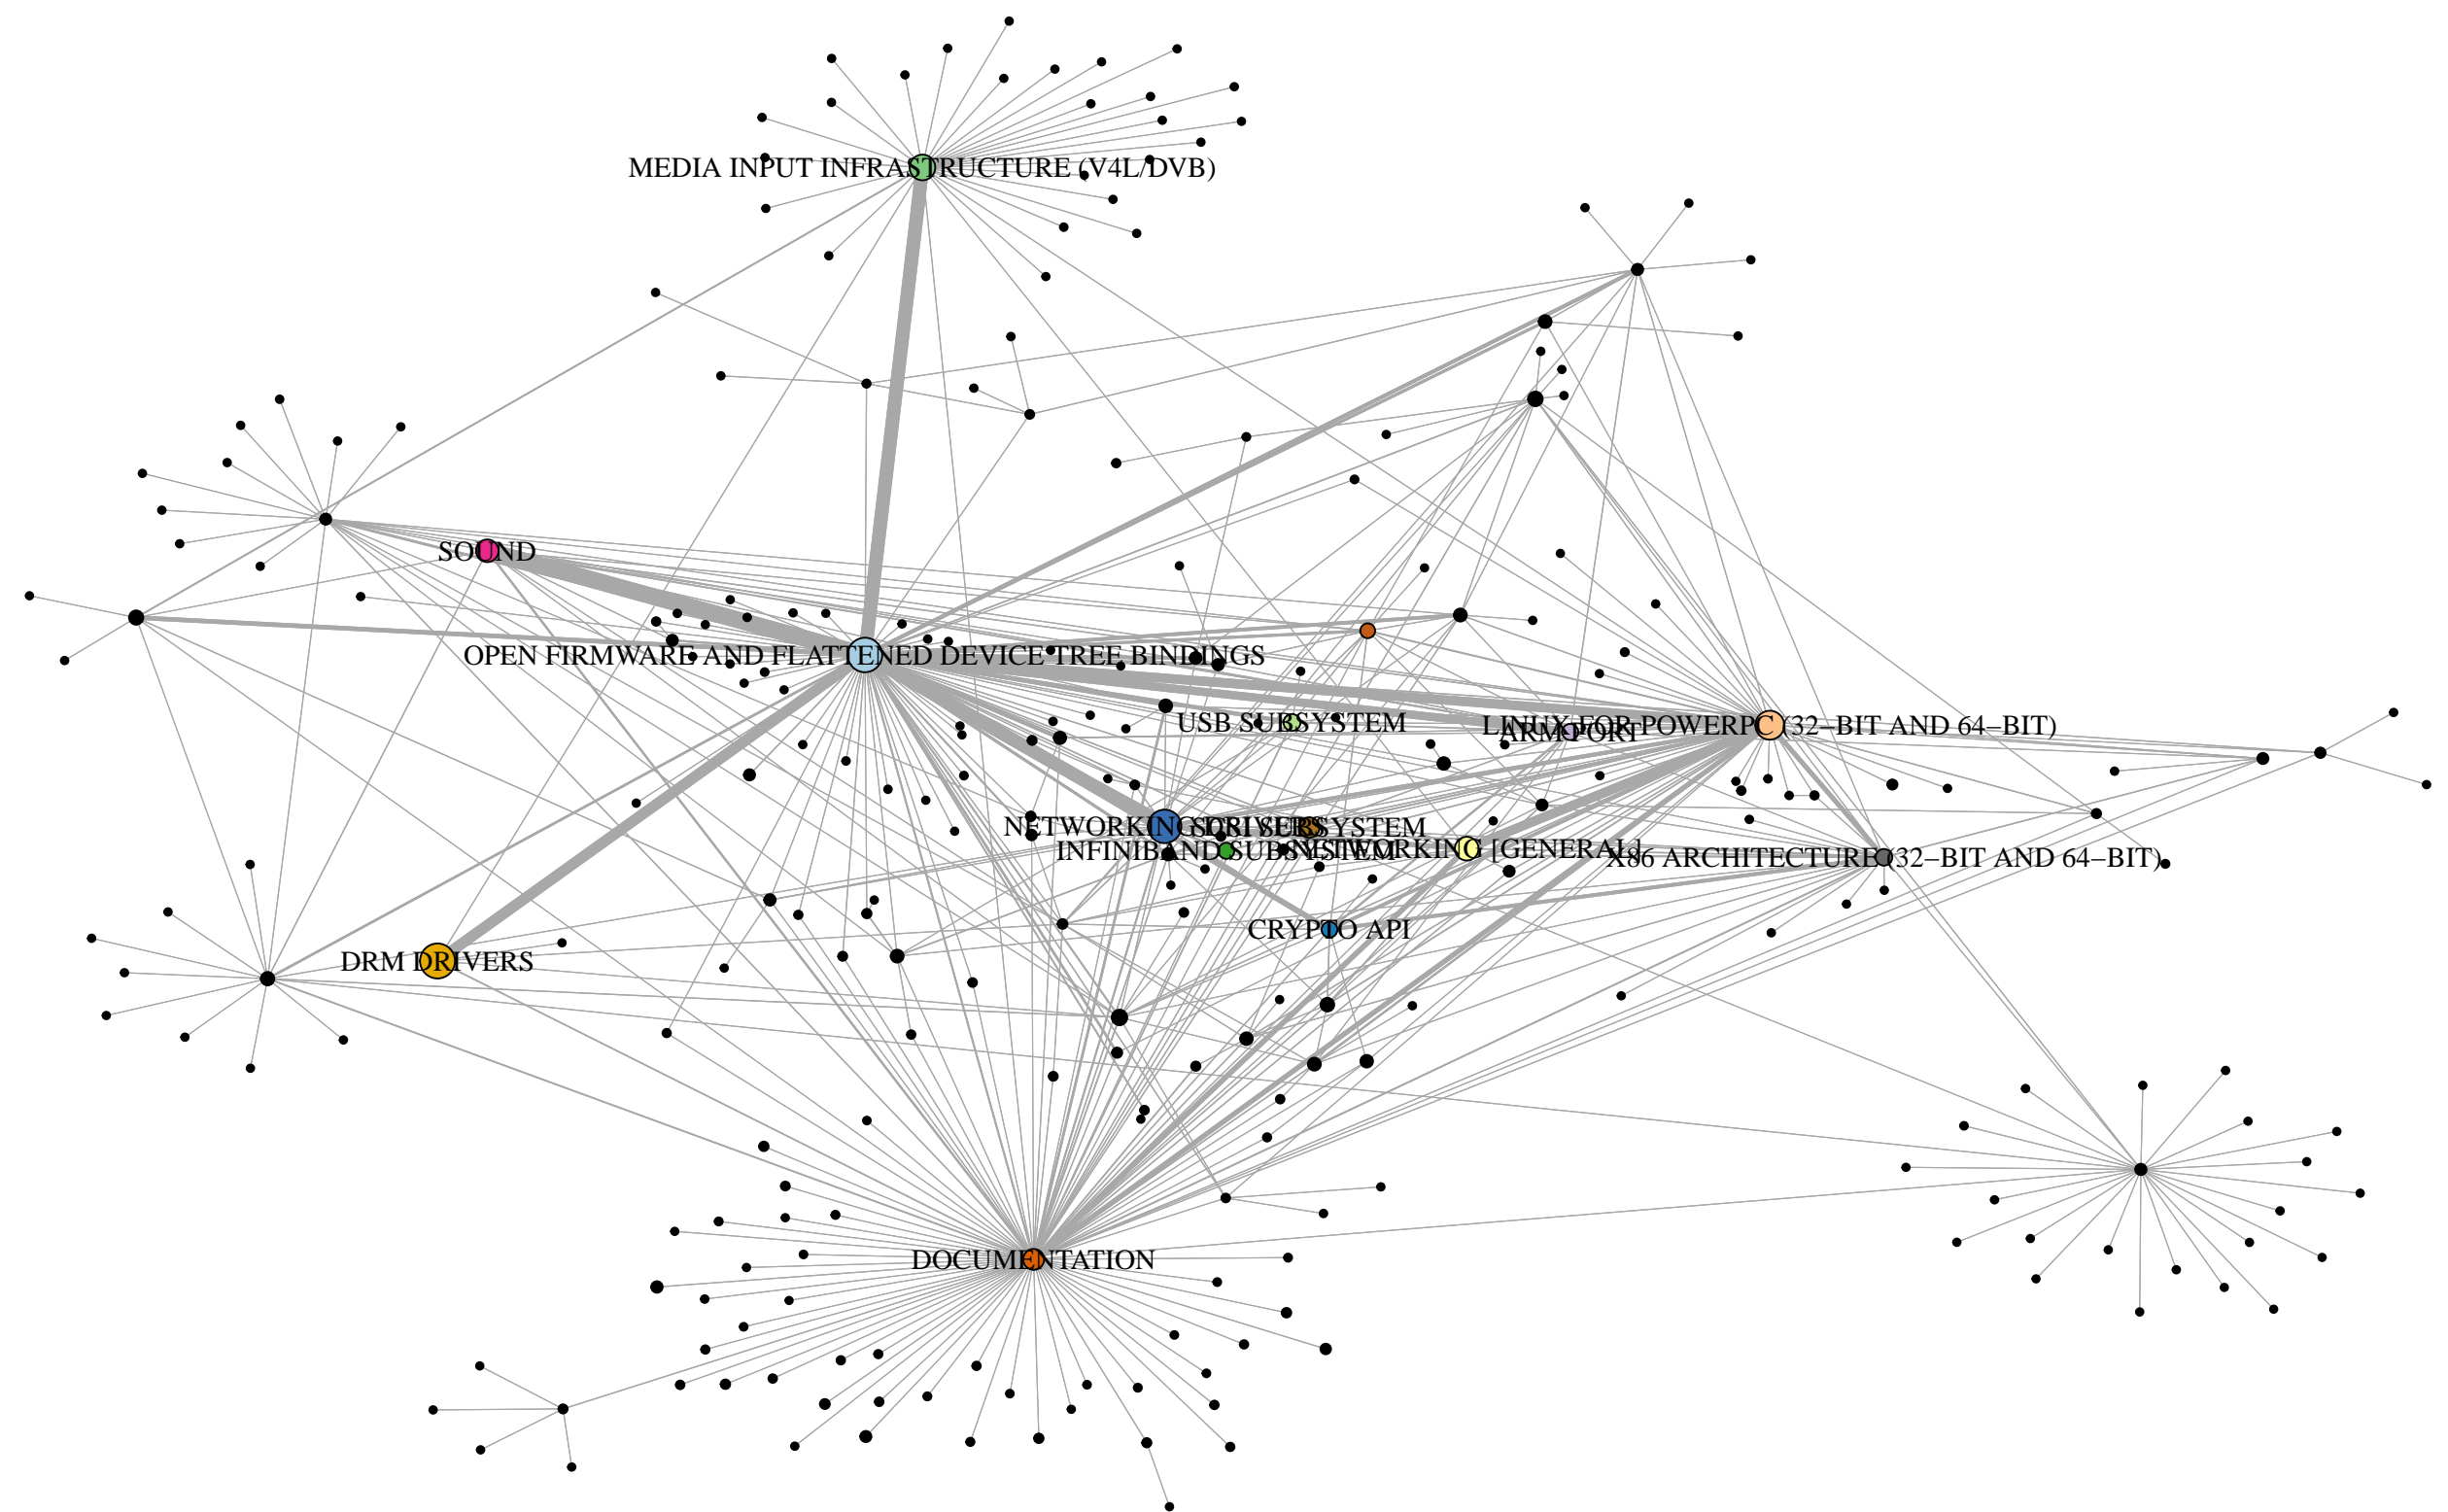 MEDIA INPUT INFRASTRUCTURE (V4L/DVB)
SOUND
OPEN FIRMWARE AND FLATTENED DEVICE TREE BINDINGS
USB SUBSYSTEM
LINUX FOR POWERPC (32−BIT AND 64−BIT)
ARM PORT
NETWORKING DRIVERS
SCSI SUBSYSTEM
INFINIBAND SUBSYSTEM
NETWORKING [GENERAL]
X86 ARCHITECTURE (32−BIT AND 64−BIT)
CRYPTO API
DRM DRIVERS
DOCUMENTATION